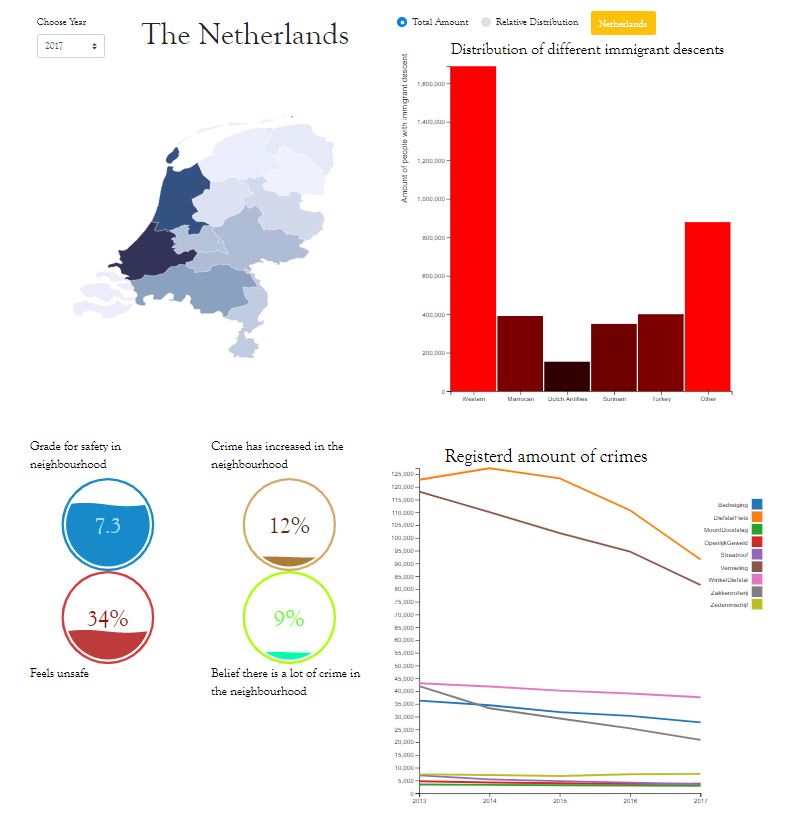 Choose Year
2017
The Netherlands
Total Amount
Relative Distribution
Netherlands
Distribution of different immigrant descents
Amount of people with immigrant descent
1,600,000
1,400,000
1,200,000
1,000,000
800,000
600,000
400,000
200,000
0
Western
Marrocan
Dutch Antilles
Surinam
Turkey
Other
Grade for safety in
neighbourhood
7.3
Crime has increased in the
neighbourhood
12%
34%
Feels unsafe
9%
Belief there is a lot of crime in
the neighbourhood
Registerd amount of crimes
125,000
120,000
115,000
110,000
105,000
100,000
95,000
90,000
85,000
80,000
75,000
70,000
65,000
60,000
55,000
50,000
45,000
40,000
35,000
30,000
25,000
20,000
15,000
10,000
5,000
0
2013
2014
2015
2016
2017
Bedreiging
DiefstalFiets
MoordDoodslag
OpenlijkGeweld
Straatroof
Vernieling
WinkelDiefstal
Zakkenrollerij
Zedenmisdrijf